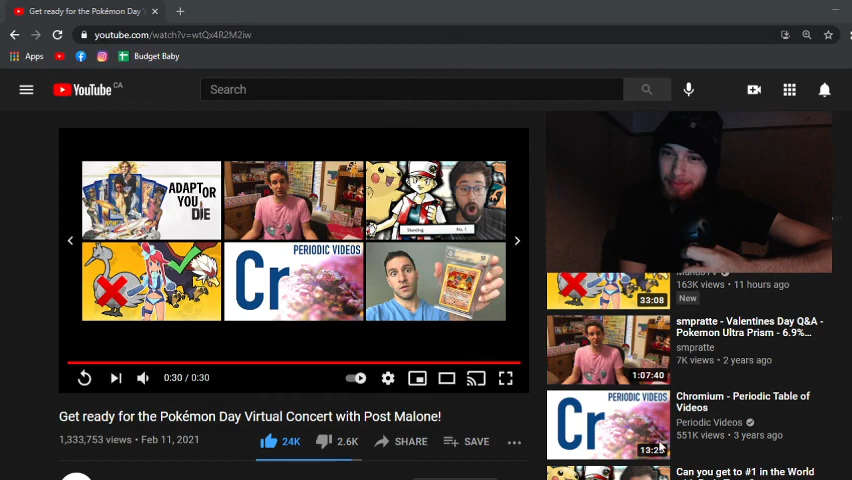 Get ready for the Pokémon Day
youtube.com/watch?v=wtQx4R2M2iw
Apps
Budget Baby
YouTube CA
Search
ADAPT OR
YOU DIE
Standing No. 1
Cr
PERIODIC VIDEOS
0:30 / 0:30
Get ready for the Pokémon Day Virtual Concert with Post Malone!
1,333,753 views • Feb 11, 2021
24K
2.6K
SHARE
SAVE
33:08
163K views • 11 hours ago
New
1:07:40
smpratte - Valentines Day Q&A -
Pokemon Ultra Prism - 6.9%...
smpratte
7K views • 2 years ago
Cr
PERIODIC VIDEOS
13:25
Chromium - Periodic Table of
Videos
Periodic Videos
551K views • 3 years ago
Can you get to #1 in the World